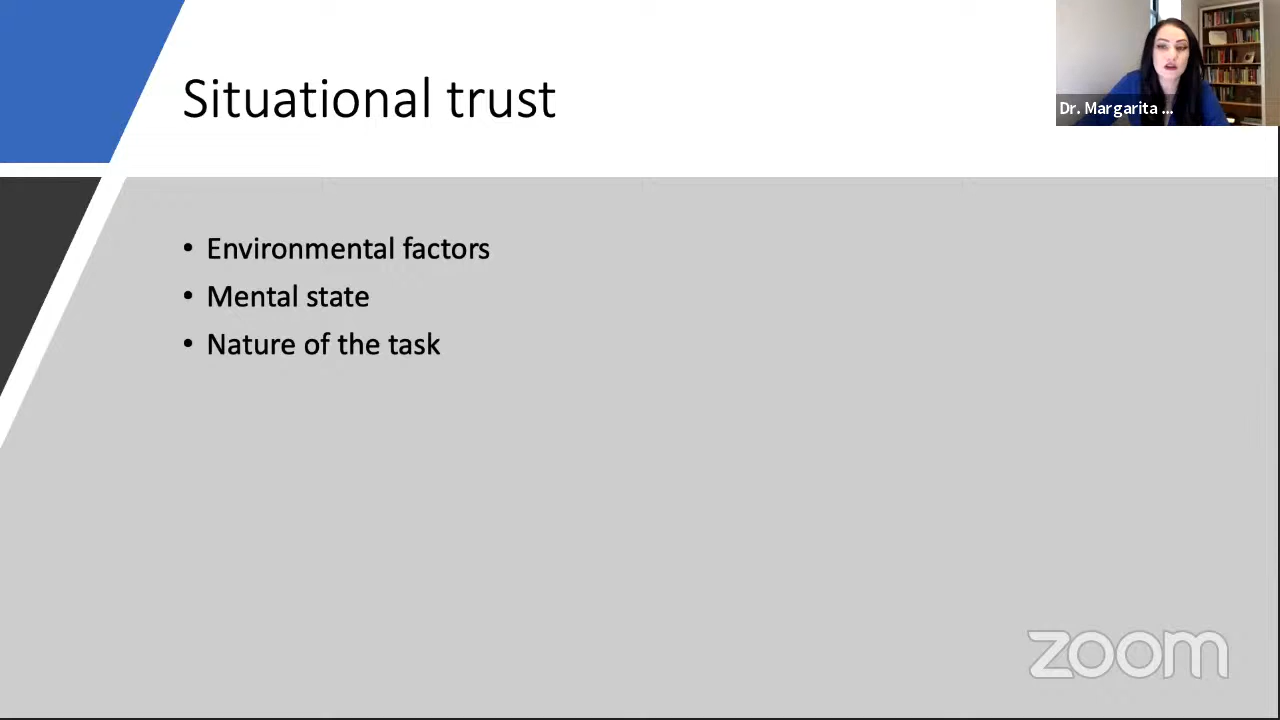 Situational trust
Dr. Margarita ...
• Environmental factors
• Mental state
• Nature of the task
zoom